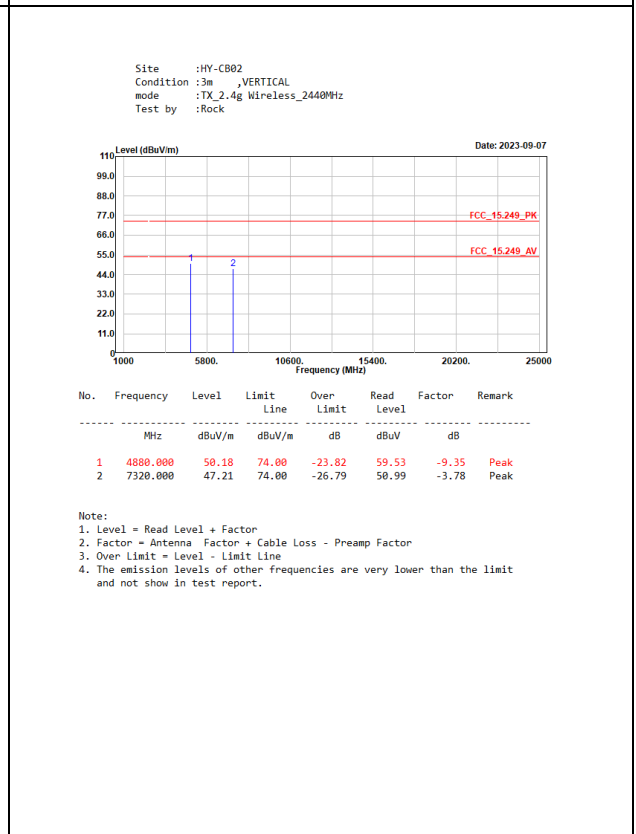 Site :HY-CB02
Condition :3m ,VERTICAL
mode :TX_2.4g Wireless_2440MHz
Test by :Rock
Level (dBuV/m) Date: 2023-09-07
110
99.0
88.0
77.0 FCC_15.249_PK
66.0
55.0 1 FCC_15.249_AV
2
44.0
33.0
22.0
11.0
0
1000 5800. 10600. 15400. 20200. 25000
Frequency (MHz)
No. Frequency Level Limit Over Read Factor Remark
Line Limit Level
------ ----------- -------- -------- -------- -------- -------- ---------
MHz dBuV/m dBuV/m dB dBuV dB
1 4880.000 50.18 74.00 -23.82 59.53 -9.35 Peak
2 7320.000 47.21 74.00 -26.79 50.99 -3.78 Peak
Note:
1. Level = Read Level + Factor
2. Factor = Antenna Factor + Cable Loss - Preamp Factor
3. Over Limit = Level - Limit Line
4. The emission levels of other frequencies are very lower than the limit
and not show in test report.